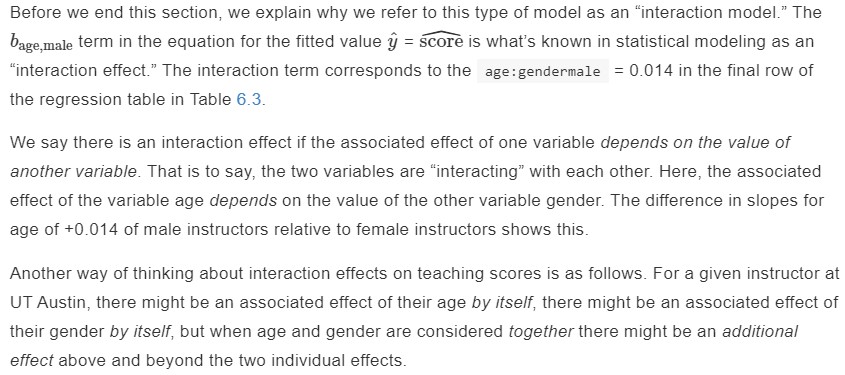 Before we end this section, we explain why we refer to this type of model as an “interaction model.” The
b_age,male term in the equation for the fitted value ŷ = \widehat{score} is what’s known in statistical modeling as an
“interaction effect.” The interaction term corresponds to the age:gendermale = 0.014 in the final row of
the regression table in Table 6.3.
We say there is an interaction effect if the associated effect of one variable depends on the value of
another variable. That is to say, the two variables are “interacting” with each other. Here, the associated
effect of the variable age depends on the value of the other variable gender. The difference in slopes for
age of +0.014 of male instructors relative to female instructors shows this.
Another way of thinking about interaction effects on teaching scores is as follows. For a given instructor at
UT Austin, there might be an associated effect of their age by itself, there might be an associated effect of
their gender by itself, but when age and gender are considered together there might be an additional
effect above and beyond the two individual effects.